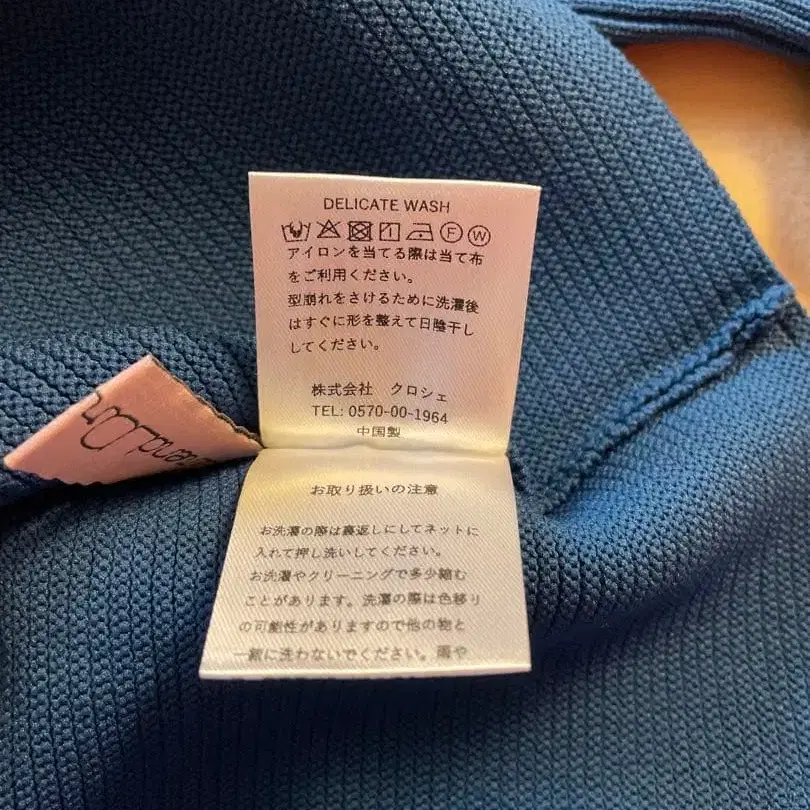 DELICATE WASH
F W
アイロンを当てる際は当て布
をご利用ください。
型崩れをさけるために洗濯後
はすぐに形を整えて日陰干し
してください。
株式会社 クロシェ
TEL: 0570-00-1964
中国製
お取り扱いの注意
お洗濯の際は裏返しにしてネットに
入れて押し洗いしてください。
お洗濯やクリーニングで多少縮む
ことがあります。洗濯の際は色移り
の可能性がありますので他の物と
一緒に洗わないでください。雨や